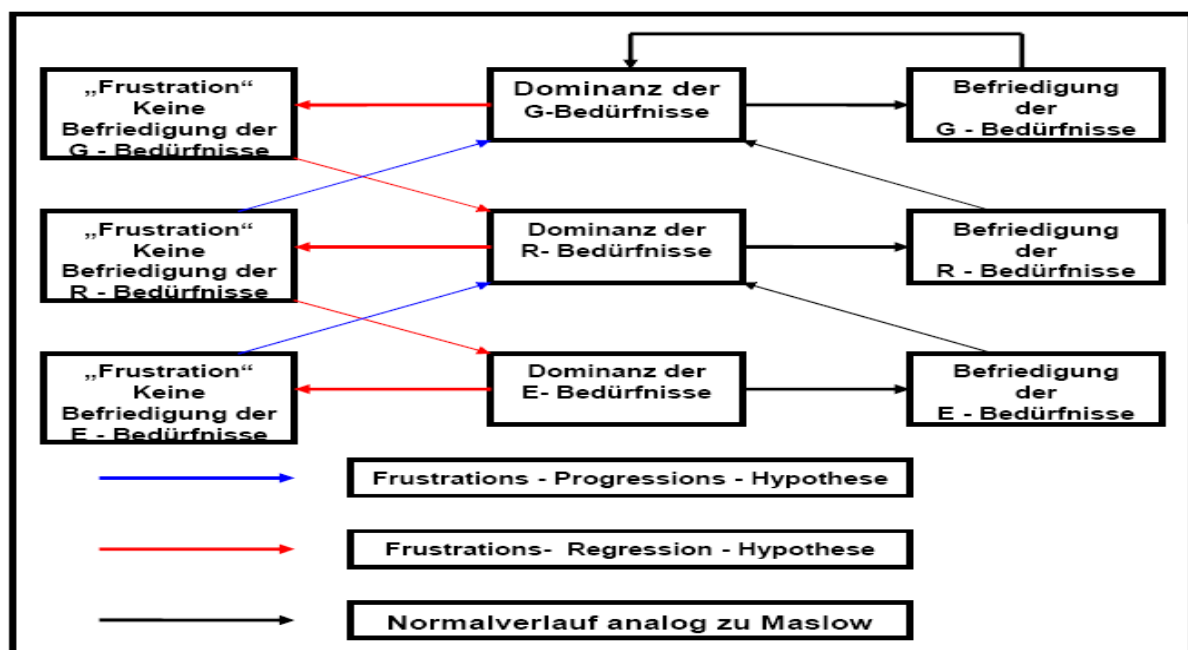 „Frustration“
Keine
Befriedigung der
G - Bedürfnisse
Dominanz der
G-Bedürfnisse
Befriedigung
der
G - Bedürfnisse
„Frustration“
Keine
Befriedigung der
R - Bedürfnisse
Dominanz der
R- Bedürfnisse
Befriedigung
der
R - Bedürfnisse
„Frustration“
Keine
Befriedigung der
E - Bedürfnisse
Dominanz der
E- Bedürfnisse
Befriedigung
der
E - Bedürfnisse
Frustrations - Progressions - Hypothese
Frustrations- Regression - Hypothese
Normalverlauf analog zu Maslow